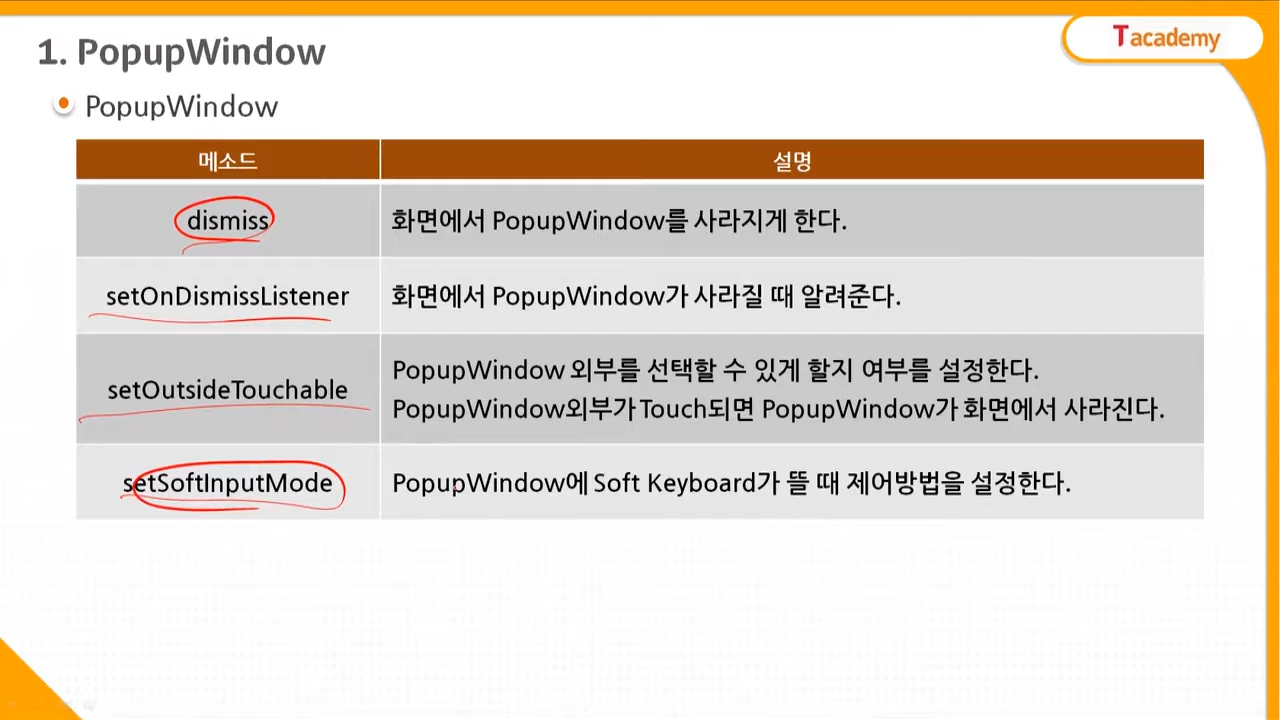 1. PopupWindow
Tacademy
PopupWindow
메소드 설명
dismiss 화면에서 PopupWindow를 사라지게 한다.
setOnDismissListener 화면에서 PopupWindow가 사라질 때 알려준다.
setOutsideTouchable PopupWindow 외부를 선택할 수 있게 할지 여부를 설정한다.
PopupWindow외부가 Touch되면 PopupWindow가 화면에서 사라진다.
setSoftInputMode PopupWindow에 Soft Keyboard가 뜰 때 제어방법을 설정한다.